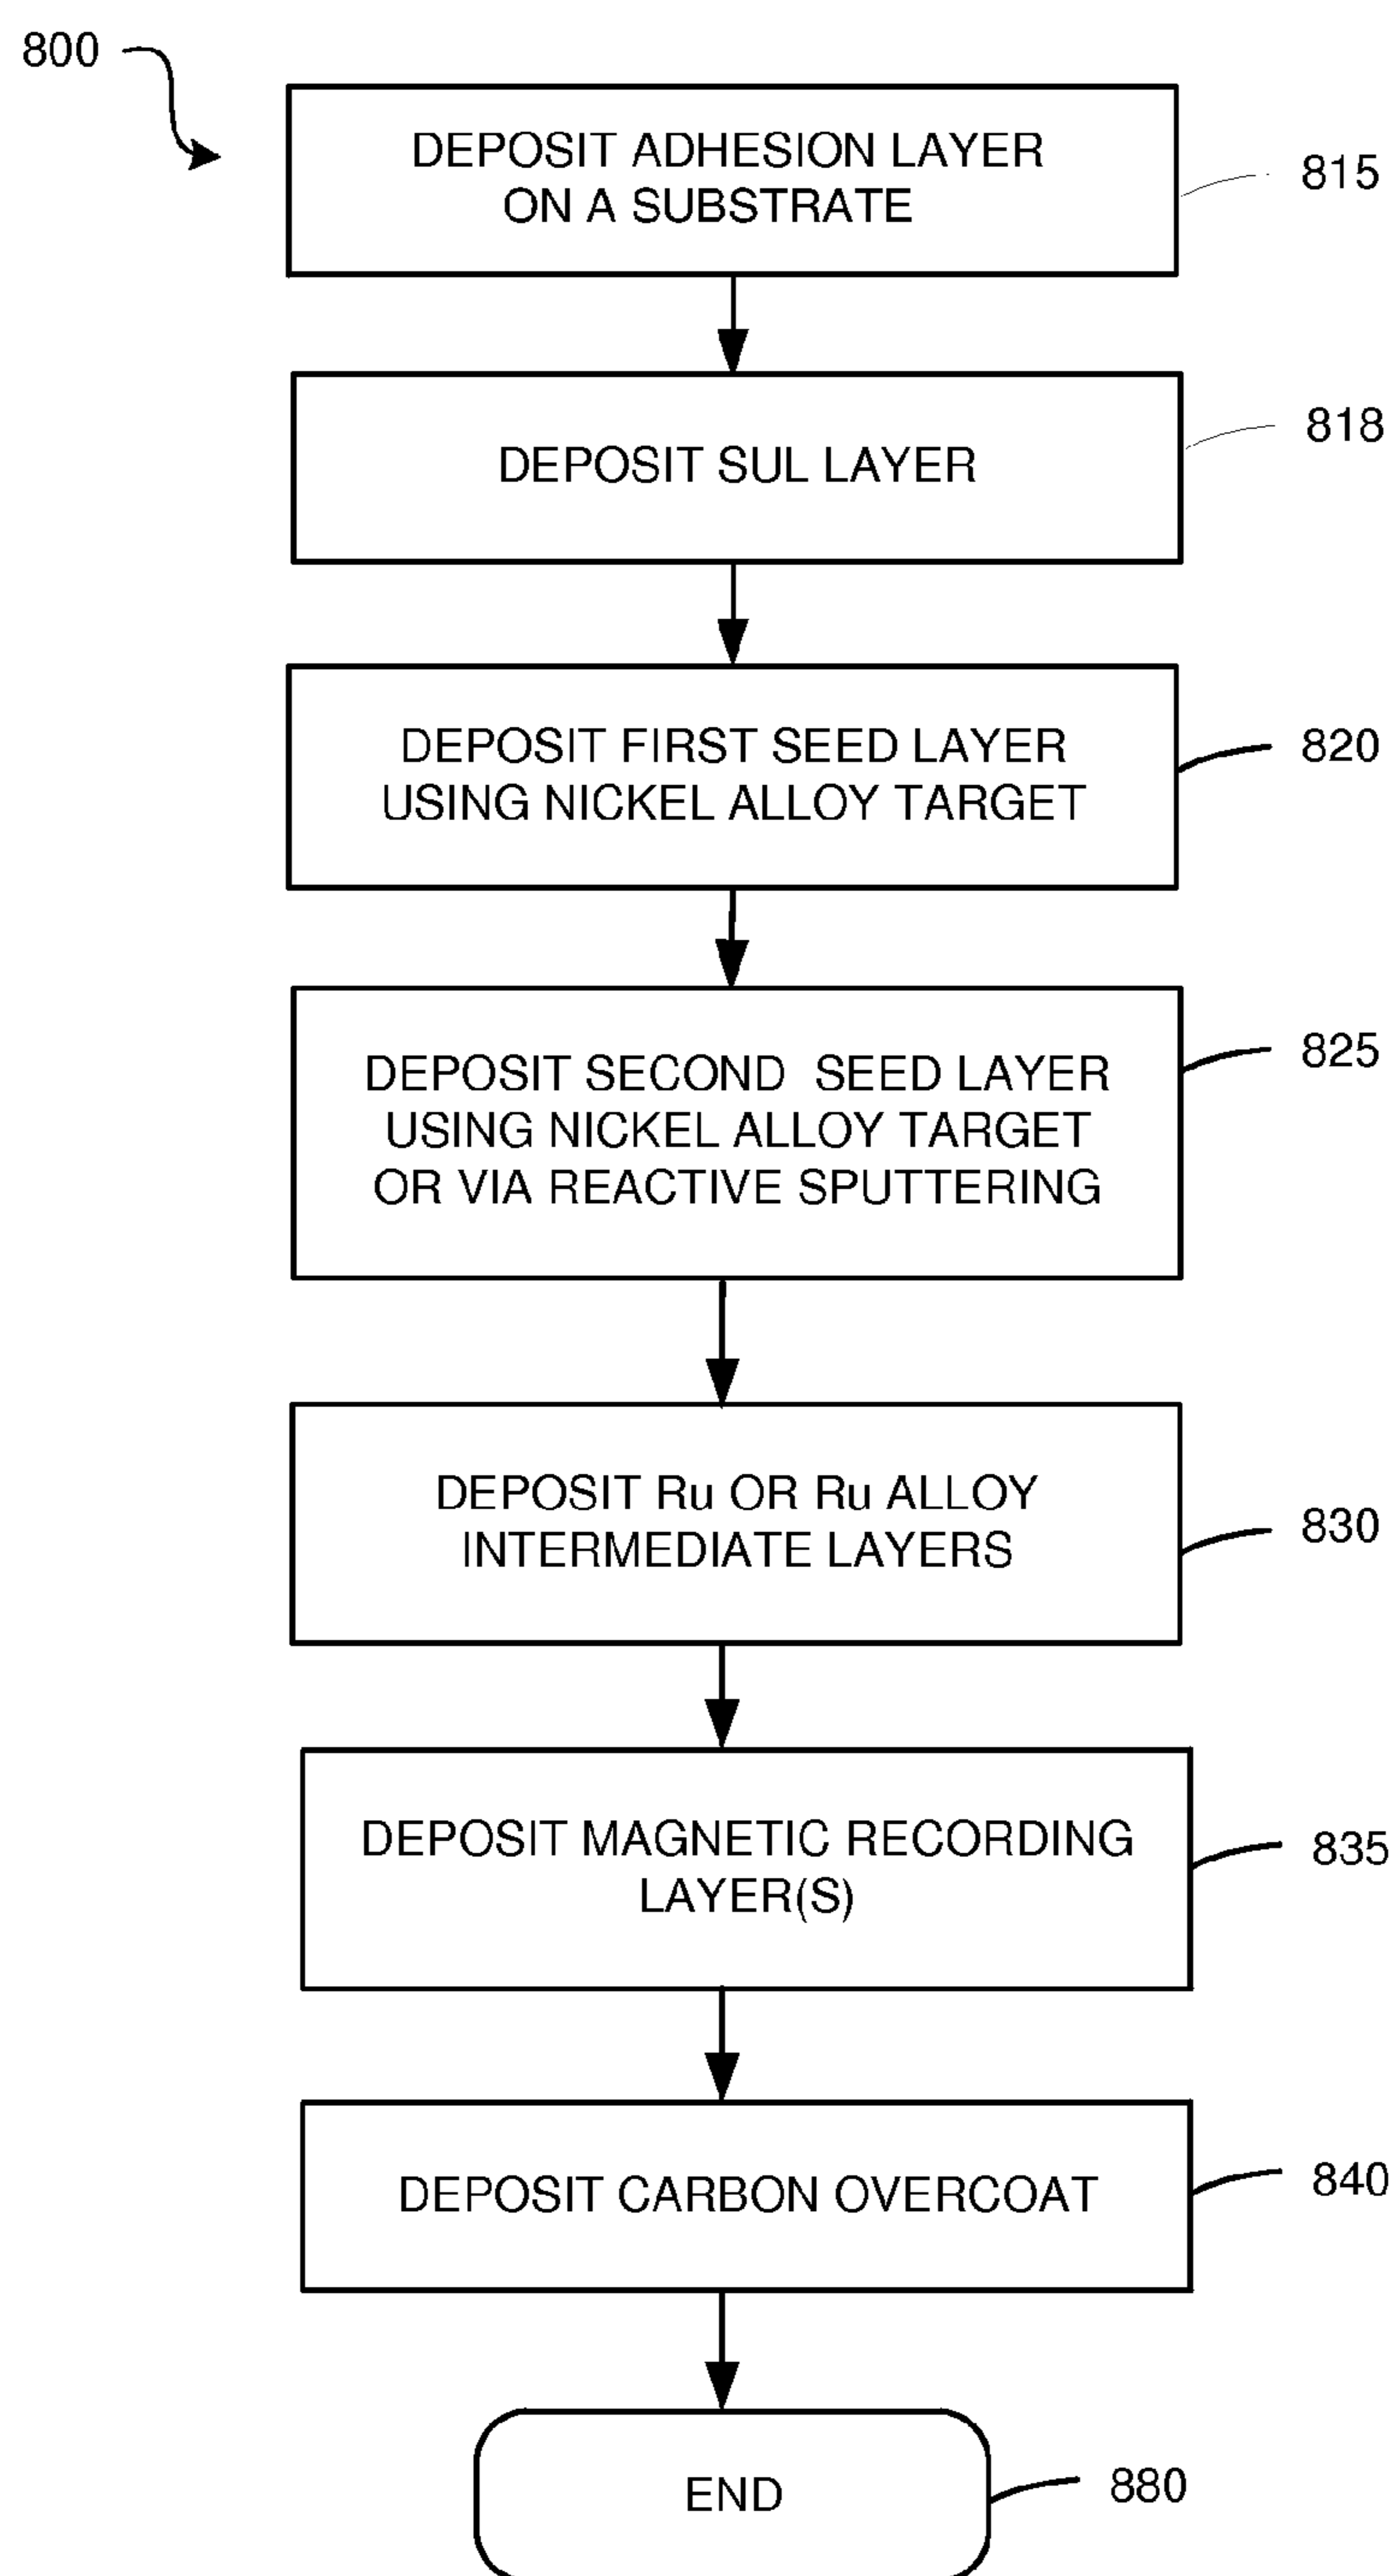 800
DEPOSIT ADHESION LAYER
ON A SUBSTRATE
815
DEPOSIT SUL LAYER
818
DEPOSIT FIRST SEED LAYER
USING NICKEL ALLOY TARGET
820
DEPOSIT SECOND SEED LAYER
USING NICKEL ALLOY TARGET
OR VIA REACTIVE SPUTTERING
825
DEPOSIT Ru OR Ru ALLOY
INTERMEDIATE LAYERS
830
DEPOSIT MAGNETIC RECORDING
LAYER(S)
835
DEPOSIT CARBON OVERCOAT
840
END
880